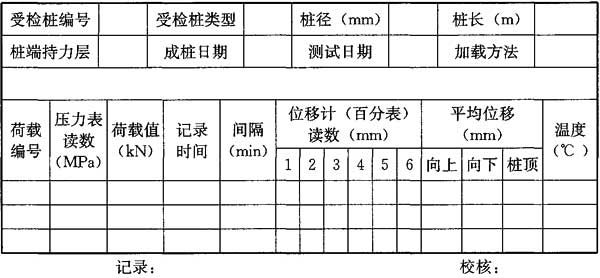 受检桩编号 受检桩类型 桩径（mm） 桩长（m）
桩端持力层 成桩日期 测试日期 加载方法
荷载编号 压力表读数(MPa) 荷载值(kN) 记录时间 间隔(min) 位移计（百分表）读数（mm） 平均位移(mm) 温度(℃)
1 2 3 4 5 6 向上 向下 桩顶
记录： 校核：